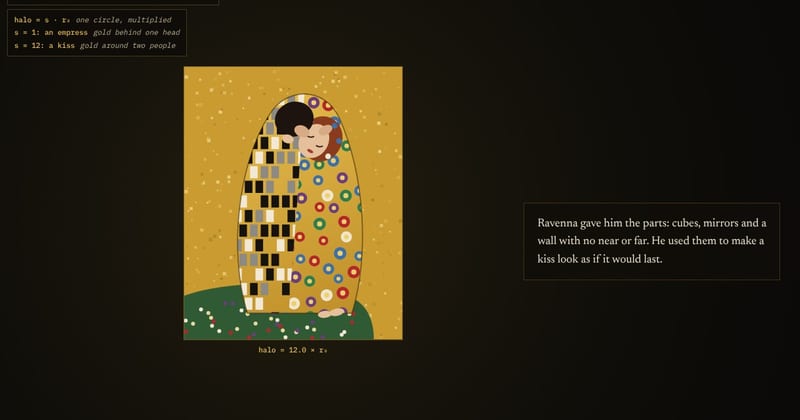 halo = s · r₀ one circle, multiplied
s = 1: an empress gold behind one head
s = 12: a kiss gold around two people
Ravenna gave him the parts: cubes, mirrors and a
wall with no near or far. He used them to make a
kiss look as if it would last.
halo = 12.0 × r₀